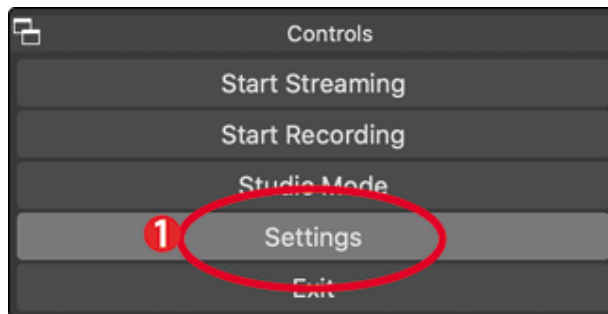 Controls
Start Streaming
Start Recording
Studio Mode
1 Settings
Exit